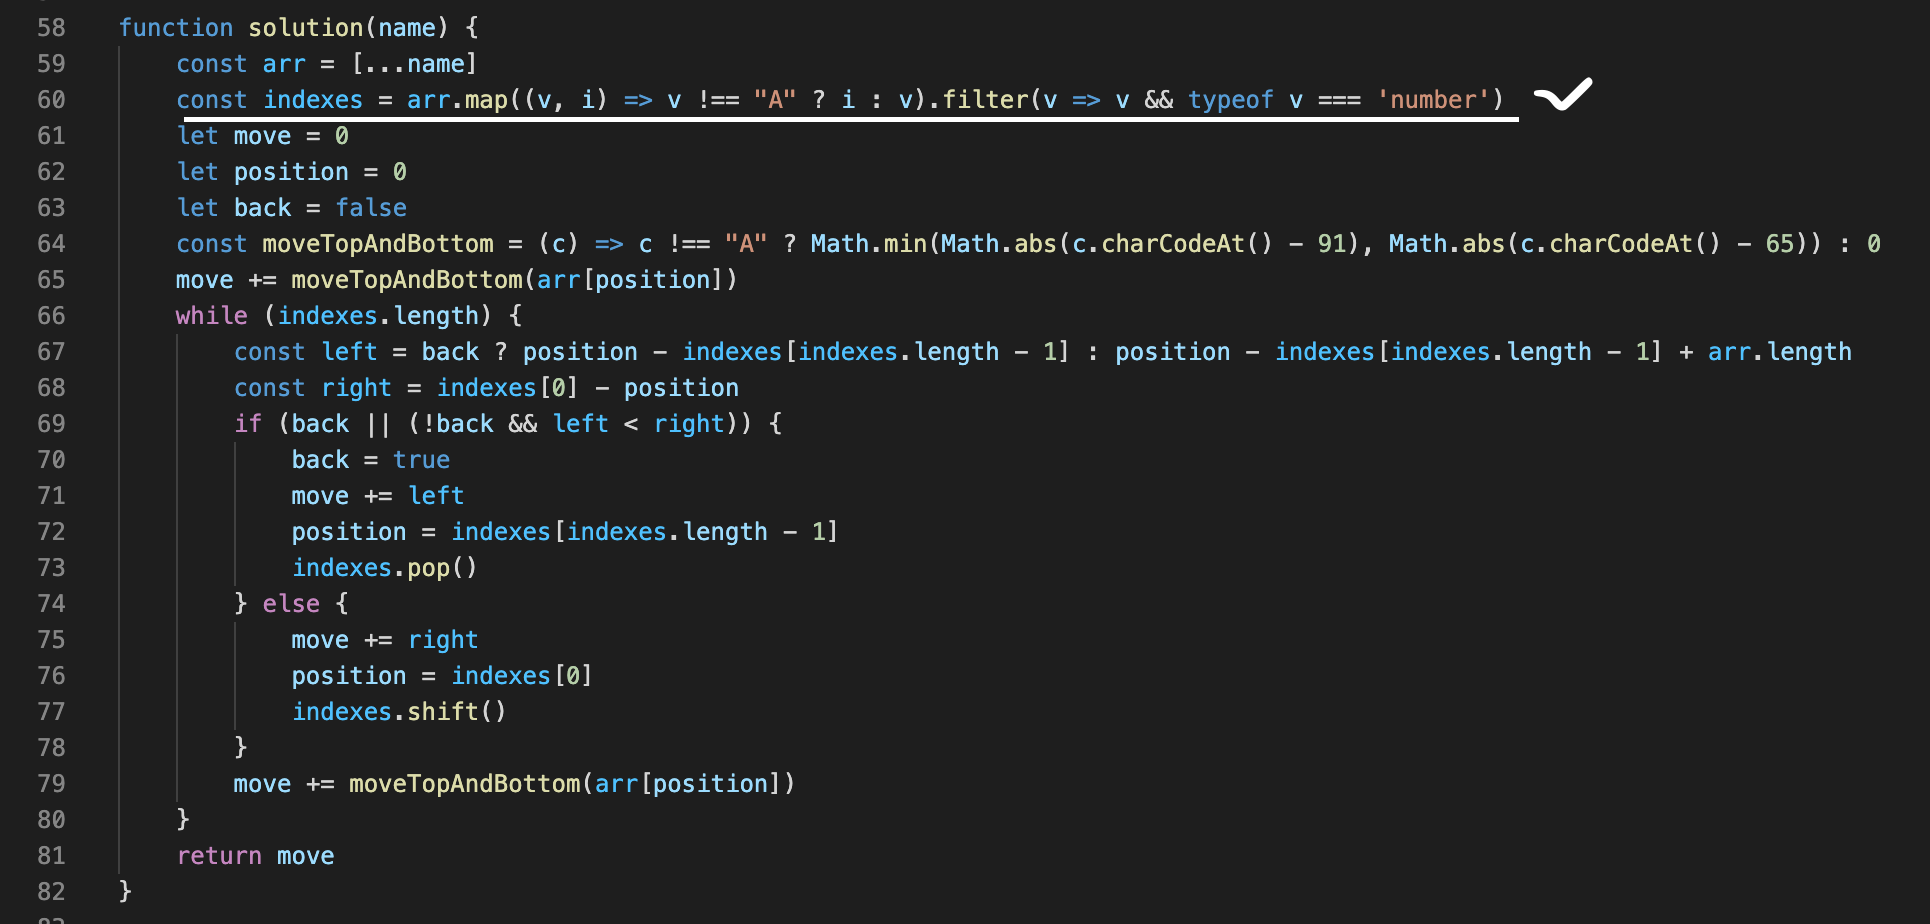 58 function solution(name) {
59 const arr = [...name]
60 const indexes = arr.map((v, i) => v !== "A" ? i : v).filter(v => v && typeof v === 'number')
61 let move = 0
62 let position = 0
63 let back = false
64 const moveTopAndBottom = (c) => c !== "A" ? Math.min(Math.abs(c.charCodeAt() - 91), Math.abs(c.charCodeAt() - 65)) : 0
65 move += moveTopAndBottom(arr[position])
66 while (indexes.length) {
67 const left = back ? position - indexes[indexes.length - 1] : position - indexes[indexes.length - 1] + arr.length
68 const right = indexes[0] - position
69 if (back || (!back && left < right)) {
70 back = true
71 move += left
72 position = indexes[indexes.length - 1]
73 indexes.pop()
74 } else {
75 move += right
76 position = indexes[0]
77 indexes.shift()
78 }
79 move += moveTopAndBottom(arr[position])
80 }
81 return move
82 }